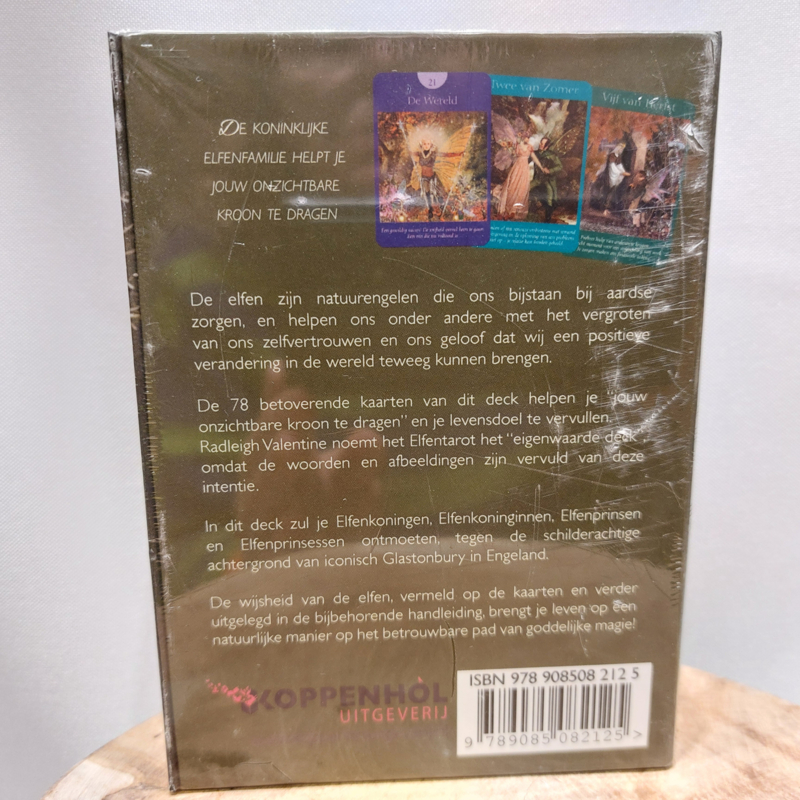 DE KONINKLIJKE
ELFENFAMILIE HELPT JE
JOUW ONZICHTBARE
KROON TE DRAGEN
21
De Wereld
Twee van Zomer
Vijf van Herfst
De elfen zijn natuurengelen die ons bijstaan bij aardse
zorgen, en helpen ons onder andere met het vergroten
van ons zelfvertrouwen en ons geloof dat wij een positieve
verandering in de wereld teweeg kunnen brengen.
De 78 betoverende kaarten van dit deck helpen je "jouw
onzichtbare kroon te dragen" en je levensdoel te vervullen.
Radleigh Valentine noemt het Elfentarot het "eigenwaarde deck",
omdat de woorden en afbeeldingen zijn vervuld van deze
intentie.
In dit deck zul je Elfenkoningen, Elfenkoninginnen, Elfenprinsen
en Elfenprinsessen ontmoeten, tegen de schilderachtige
achtergrond van iconisch Glastonbury in Engeland.
De wijsheid van de elfen, vermeld op de kaarten en verder
uitgelegd in de bijbehorende handleiding, brengt je leven op een
natuurlijke manier op het betrouwbare pad van goddelijke magie!
KOPPENHOL
UITGEVERIJ
ISBN 978 908508 212 5
9 789085 082125 >